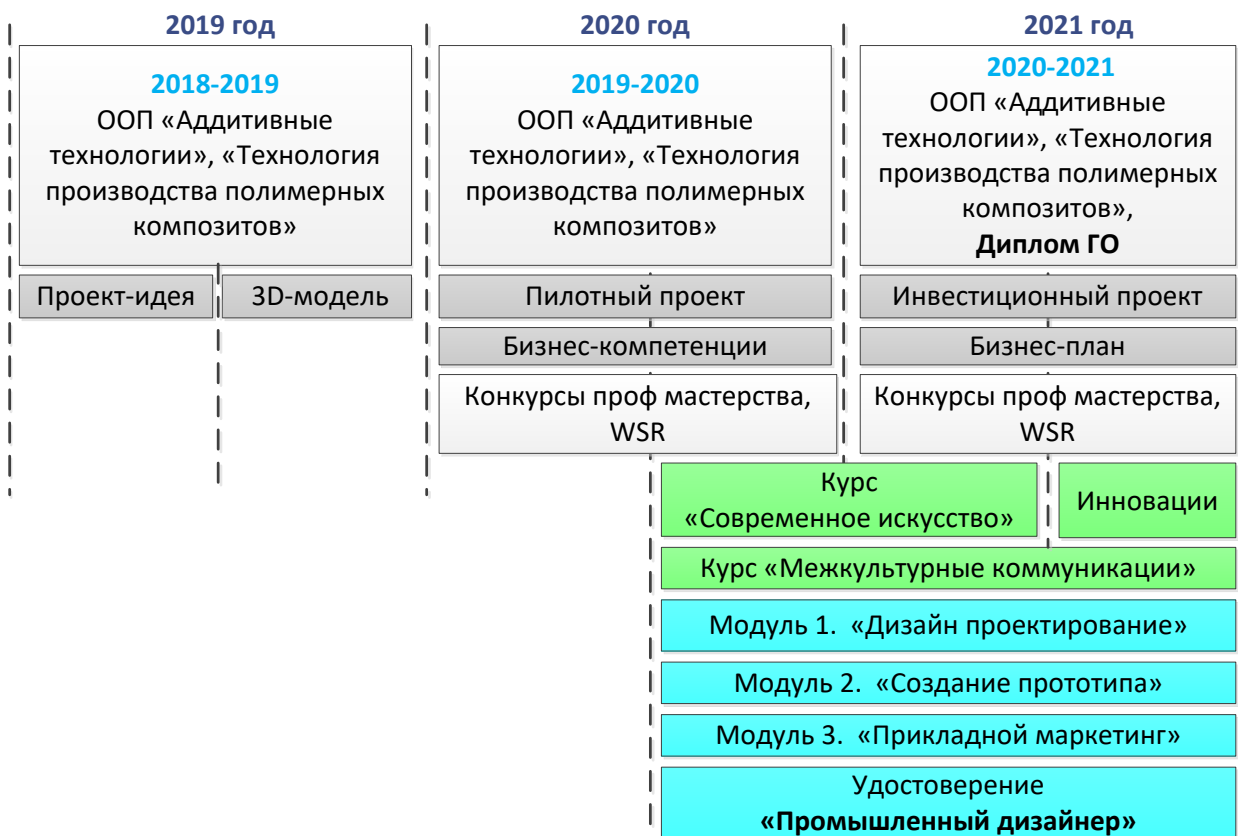 2019 год
2020 год
2021 год
2018-2019
ООП «Аддитивные
технологии», «Технология
производства полимерных
композитов»
2019-2020
ООП «Аддитивные
технологии», «Технология
производства полимерных
композитов»
2020-2021
ООП «Аддитивные
технологии», «Технология
производства полимерных
композитов»,
Диплом ГО
Проект-идея
3D-модель
Пилотный проект
Инвестиционный проект
Бизнес-компетенции
Бизнес-план
Конкурсы проф мастерства,
WSR
Конкурсы проф мастерства,
WSR
Курс
«Современное искусство»
Инновации
Курс «Межкультурные коммуникации»
Модуль 1. «Дизайн проектирование»
Модуль 2. «Создание прототипа»
Модуль 3. «Прикладной маркетинг»
Удостоверение
«Промышленный дизайнер»